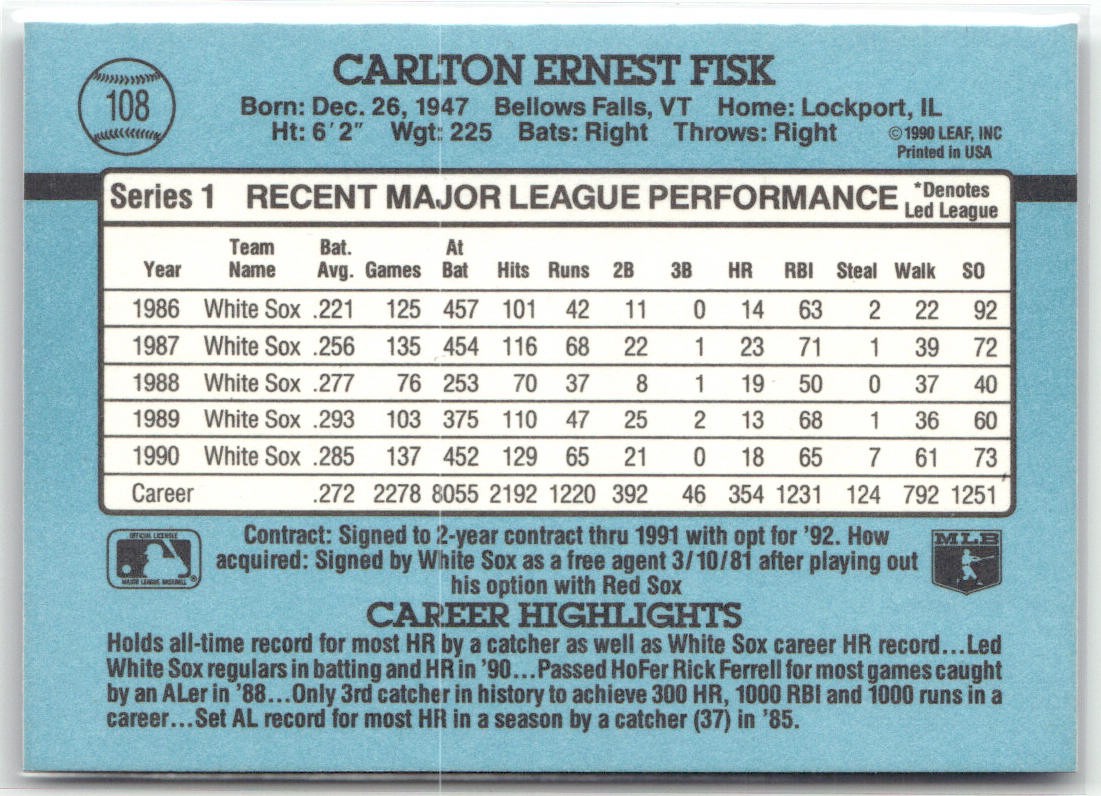 108
CARLTON ERNEST FISK
Born: Dec. 26, 1947 Bellows Falls, VT Home: Lockport, IL
Ht: 6'2" Wgt: 225 Bats: Right Throws: Right
©1990 LEAF, INC
Printed in USA
Series 1 RECENT MAJOR LEAGUE PERFORMANCE
*Denotes
Led League
Year Team Name Bat. Avg. Games At Bat Hits Runs 2B 3B HR RBI Steal Walk SO
1986 White Sox .221 125 457 101 42 11 0 14 63 2 22 92
1987 White Sox .256 135 454 116 68 22 1 23 71 1 39 72
1988 White Sox .277 76 253 70 37 8 1 19 50 0 37 40
1989 White Sox .293 103 375 110 47 25 2 13 68 1 36 60
1990 White Sox .285 137 452 129 65 21 0 18 65 7 61 73
Career .272 2278 8055 2192 1220 392 46 354 1231 124 792 1251
OFFICIAL LICENSEE
MAJOR LEAGUE BASEBALL
®
Contract: Signed to 2-year contract thru 1991 with opt for '92. How
acquired: Signed by White Sox as a free agent 3/10/81 after playing out
his option with Red Sox
MLB
CAREER HIGHLIGHTS
Holds all-time record for most HR by a catcher as well as White Sox career HR record...Led
White Sox regulars in batting and HR in '90...Passed HoFer Rick Ferrell for most games caught
by an ALer in '88...Only 3rd catcher in history to achieve 300 HR, 1000 RBI and 1000 runs in a
career...Set AL record for most HR in a season by a catcher (37) in '85.